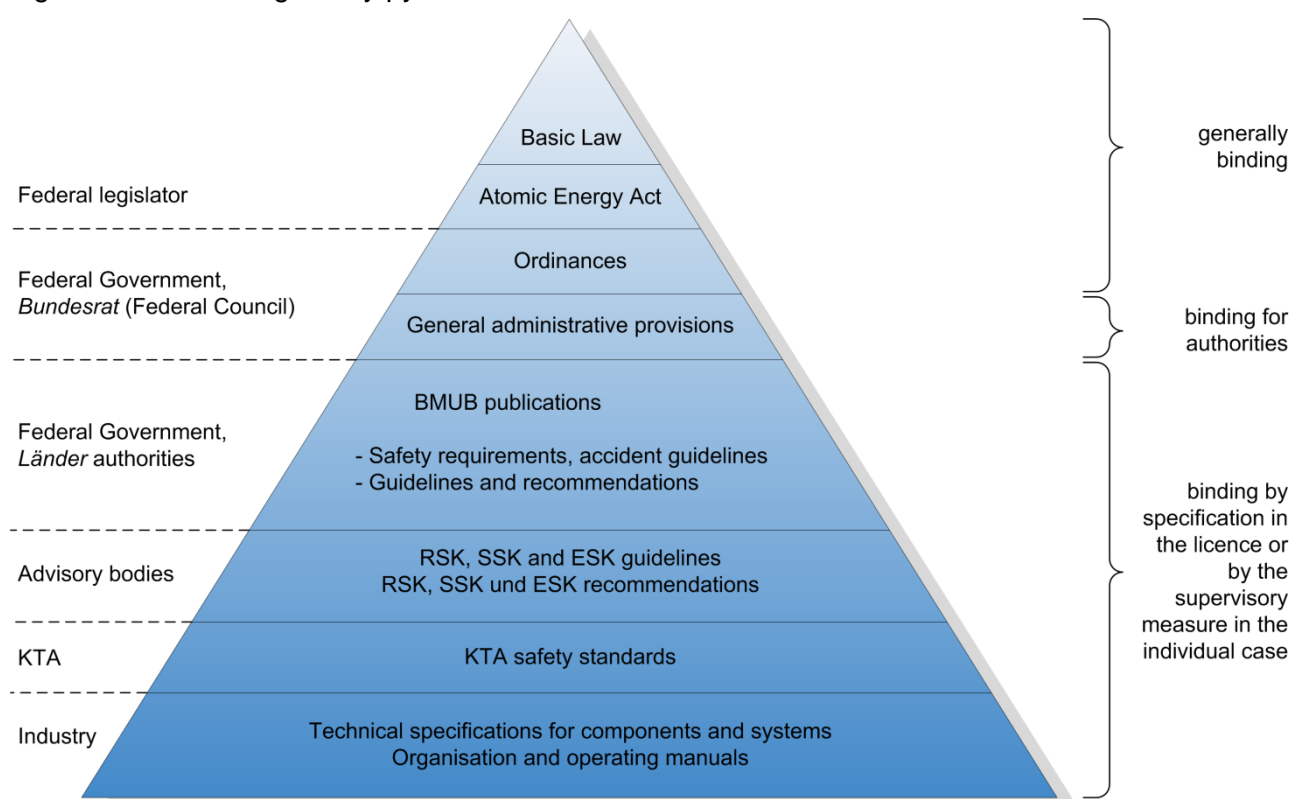 Basic Law
generally
binding
Federal legislator
Atomic Energy Act
Ordinances
Federal Government,
Bundesrat (Federal Council)
General administrative provisions
binding for
authorities
BMUB publications
Federal Government,
Länder authorities
- Safety requirements, accident guidelines
- Guidelines and recommendations
binding by
specification in
the licence or
by the
supervisory
measure in the
individual case
Advisory bodies
RSK, SSK and ESK guidelines
RSK, SSK und ESK recommendations
KTA
KTA safety standards
Industry
Technical specifications for components and systems
Organisation and operating manuals